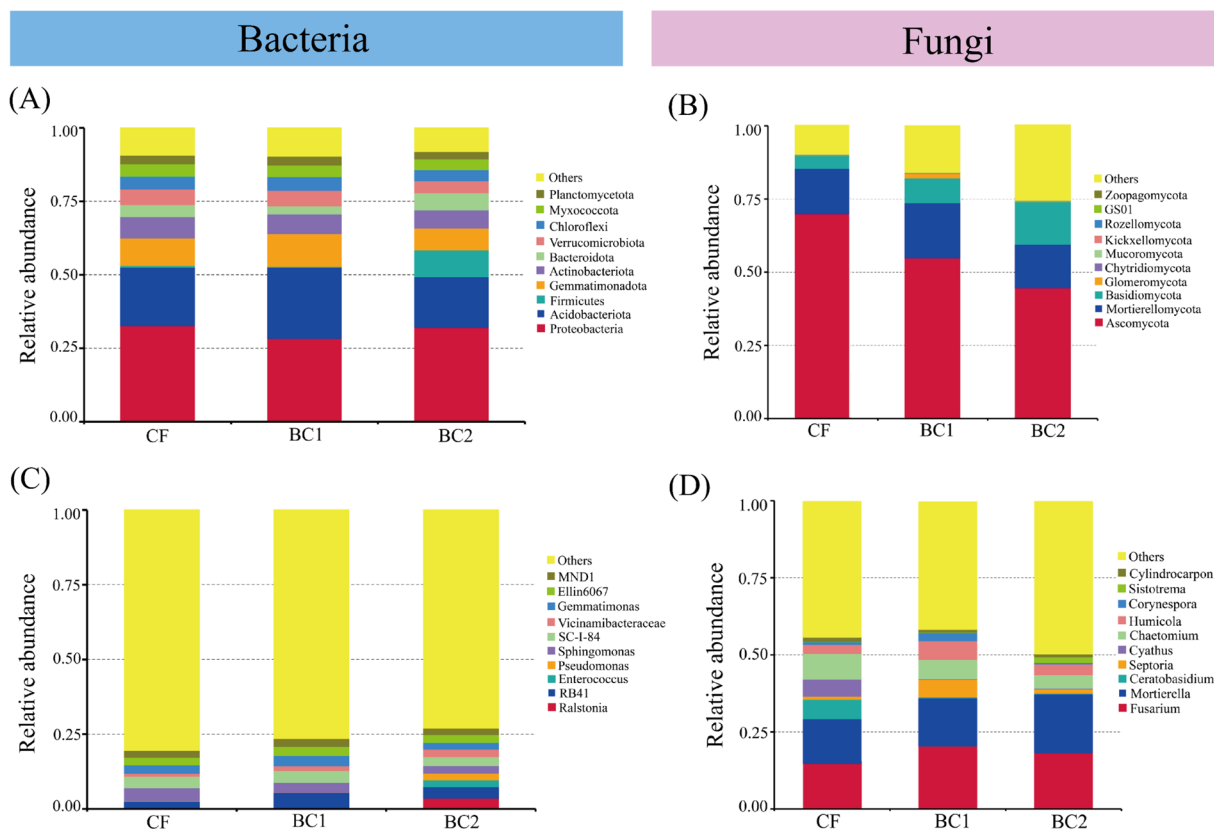 Bacteria
Fungi
(A)
Relative abundance
1.00
0.75
0.50
0.25
0.00
CF
BC1
BC2
Others
Planctomycetota
Myxococcota
Chloroflexi
Verrucomicrobiota
Bacteroidota
Actinobacteriota
Gemmatimonadota
Firmicutes
Acidobacteriota
Proteobacteria
(B)
Relative abundance
1.00
0.75
0.50
0.25
0.00
CF
BC1
BC2
Others
Zoopagomycota
GS01
Rozellomycota
Kickxellomycota
Mucoromycota
Chytridiomycota
Glomeromycota
Basidiomycota
Mortierellomycota
Ascomycota
(C)
Relative abundance
1.00
0.75
0.50
0.25
0.00
CF
BC1
BC2
Others
MND1
Ellin6067
Gemmatimonas
Vicinamibacteraceae
SC-I-84
Sphingomonas
Pseudomonas
Enterococcus
RB41
Ralstonia
(D)
Relative abundance
1.00
0.75
0.50
0.25
0.00
CF
BC1
BC2
Others
Cylindrocarpon
Sistotrema
Corynespora
Humicola
Chaetomium
Cyathus
Septoria
Ceratobasidium
Mortierella
Fusarium